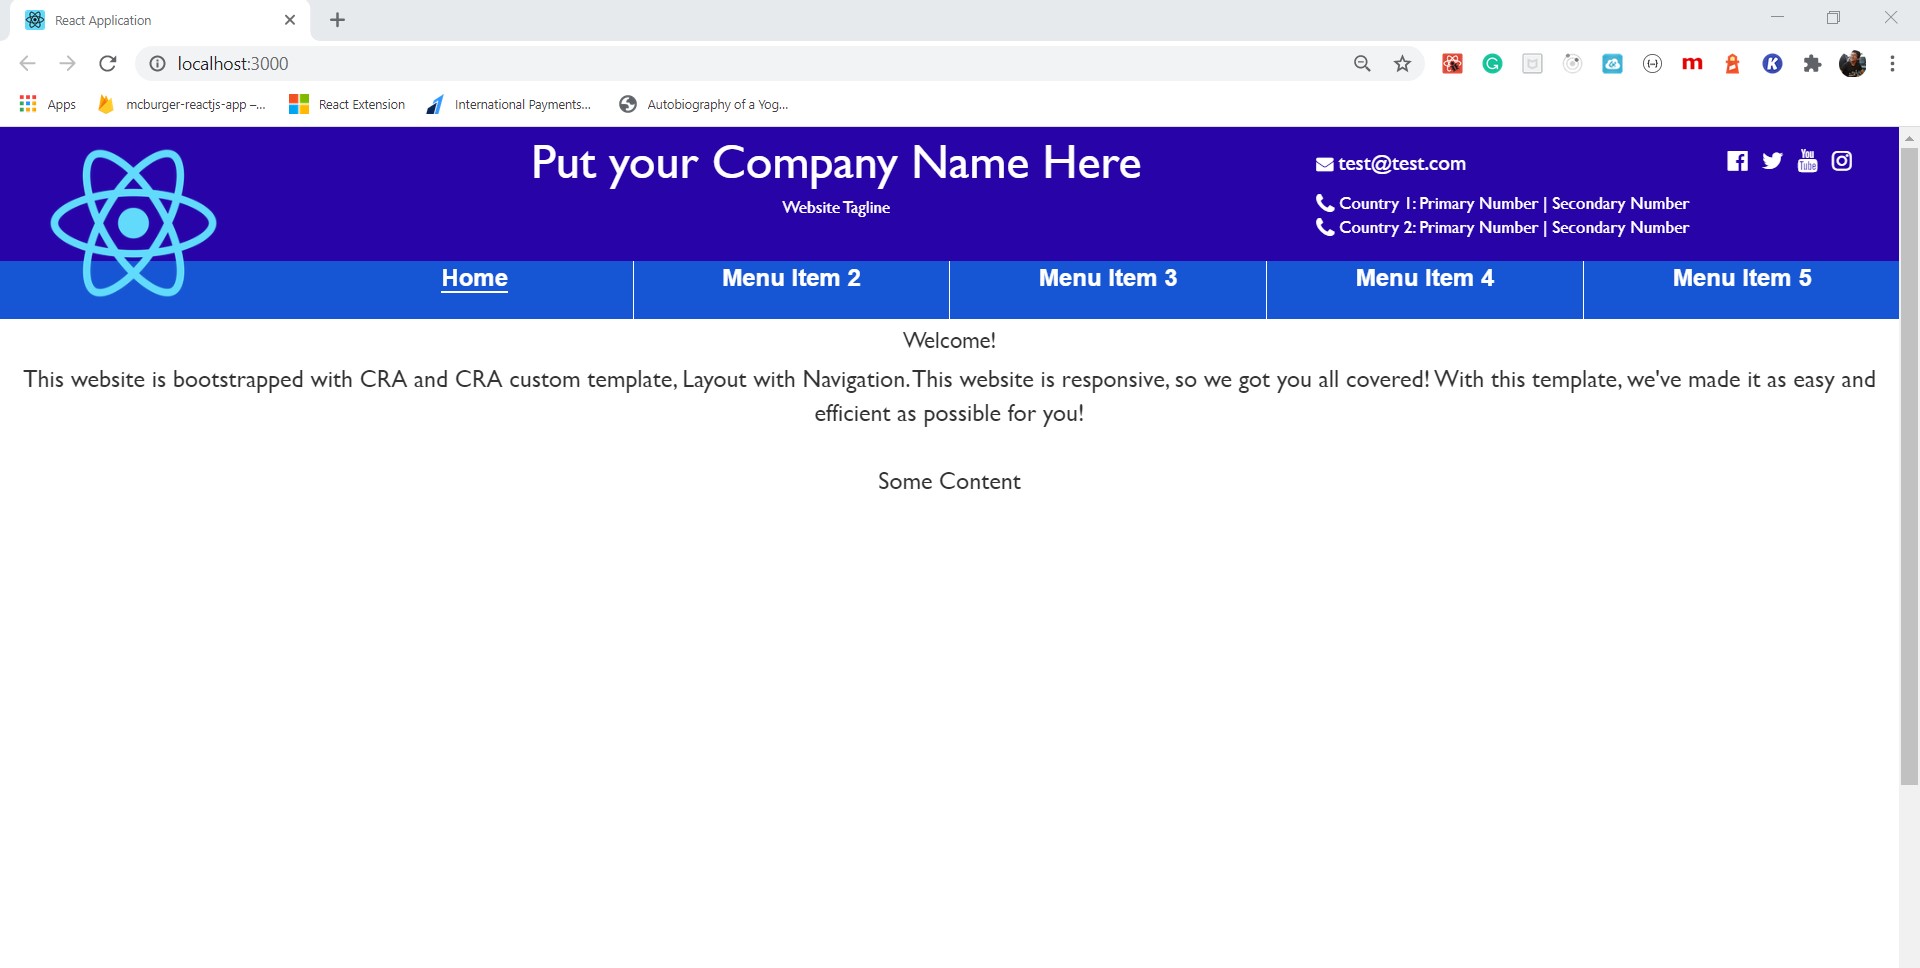 React Application
localhost:3000
Apps
mcburger-reactjs-app –...
React Extension
International Payments...
Autobiography of a Yog...
Put your Company Name Here
Website Tagline
test@test.com
You
Tube
Country 1: Primary Number | Secondary Number
Country 2: Primary Number | Secondary Number
Home
Menu Item 2
Menu Item 3
Menu Item 4
Menu Item 5
Welcome!
This website is bootstrapped with CRA and CRA custom template, Layout with Navigation. This website is responsive, so we got you all covered! With this template, we've made it as easy and
efficient as possible for you!
Some Content